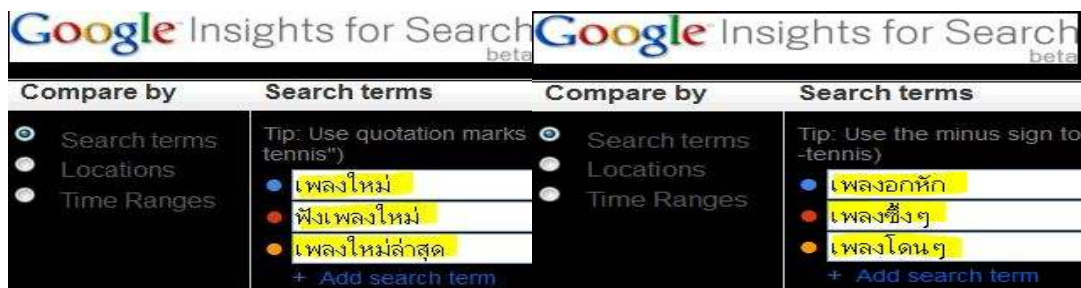 Google Insights for Search
beta
Compare by
Search terms
Search terms
Locations
Time Ranges
Tip: Use quotation marks
tennis")
เพลงใหม่
ฟังเพลงใหม่
เพลงใหม่ล่าสุด
+ Add search term
Google Insights for Search
beta
Compare by
Search terms
Search terms
Locations
Time Ranges
Tip: Use the minus sign to
-tennis)
เพลงอกหัก
เพลงซึ้งๆ
เพลงโดนๆ
+ Add search term